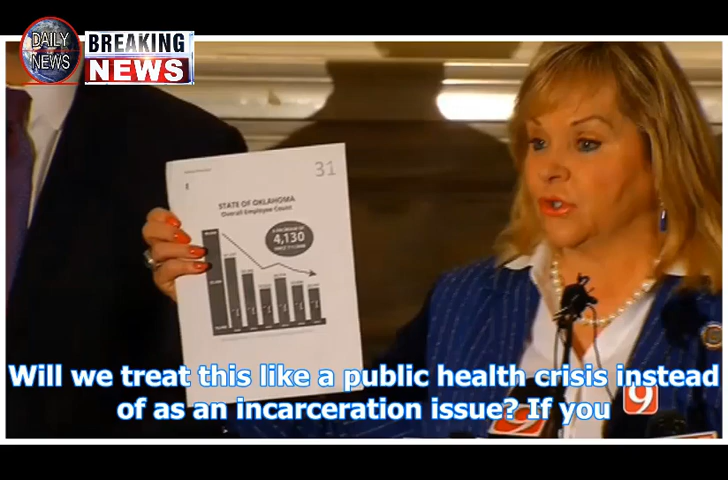 DAILY
NEWS
BREAKING
NEWS
31
STATE OF OKLAHOMA
Overall Employee Count
4,130
Will we treat this like a public health crisis instead
of as an incarceration issue? If you
9
9